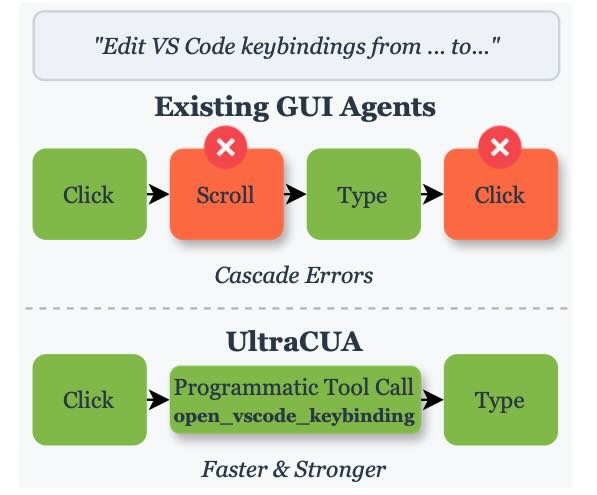 "Edit VS Code keybindings from ... to..."
Existing GUI Agents
Click
Scroll
Type
Click
Cascade Errors
UltraCUA
Click
Programmatic Tool Call
open_vscode_keybinding
Type
Faster & Stronger